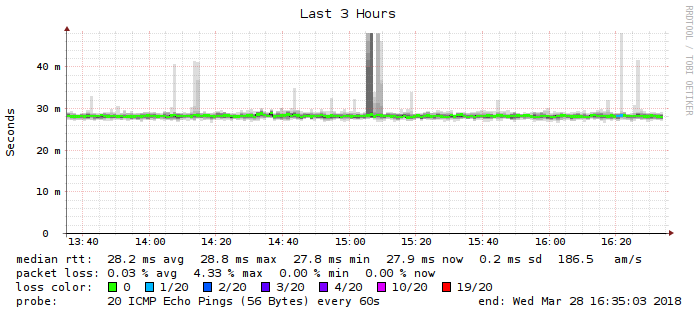 Last 3 Hours
RRDTOOL / TOBI OETIKER
Seconds
40 m
30 m
20 m
10 m
0
13:40 14:00 14:20 14:40 15:00 15:20 15:40 16:00 16:20
median rtt: 28.2 ms avg 28.8 ms max 27.8 ms min 27.9 ms now 0.2 ms sd 186.5 am/s
packet loss: 0.03 % avg 4.33 % max 0.00 % min 0.00 % now
loss color: 0 1/20 2/20 3/20 4/20 10/20 19/20
probe: 20 ICMP Echo Pings (56 Bytes) every 60s end: Wed Mar 28 16:35:03 2018